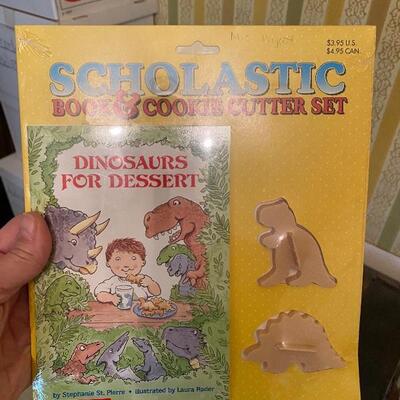 $3.95 U.S.
$4.95 CAN.
SCHOLASTIC
BOOK & COOKIE CUTTER SET
DINOSAURS
FOR DESSERT
by Stephanie St. Pierre • illustrated by Laura Rader